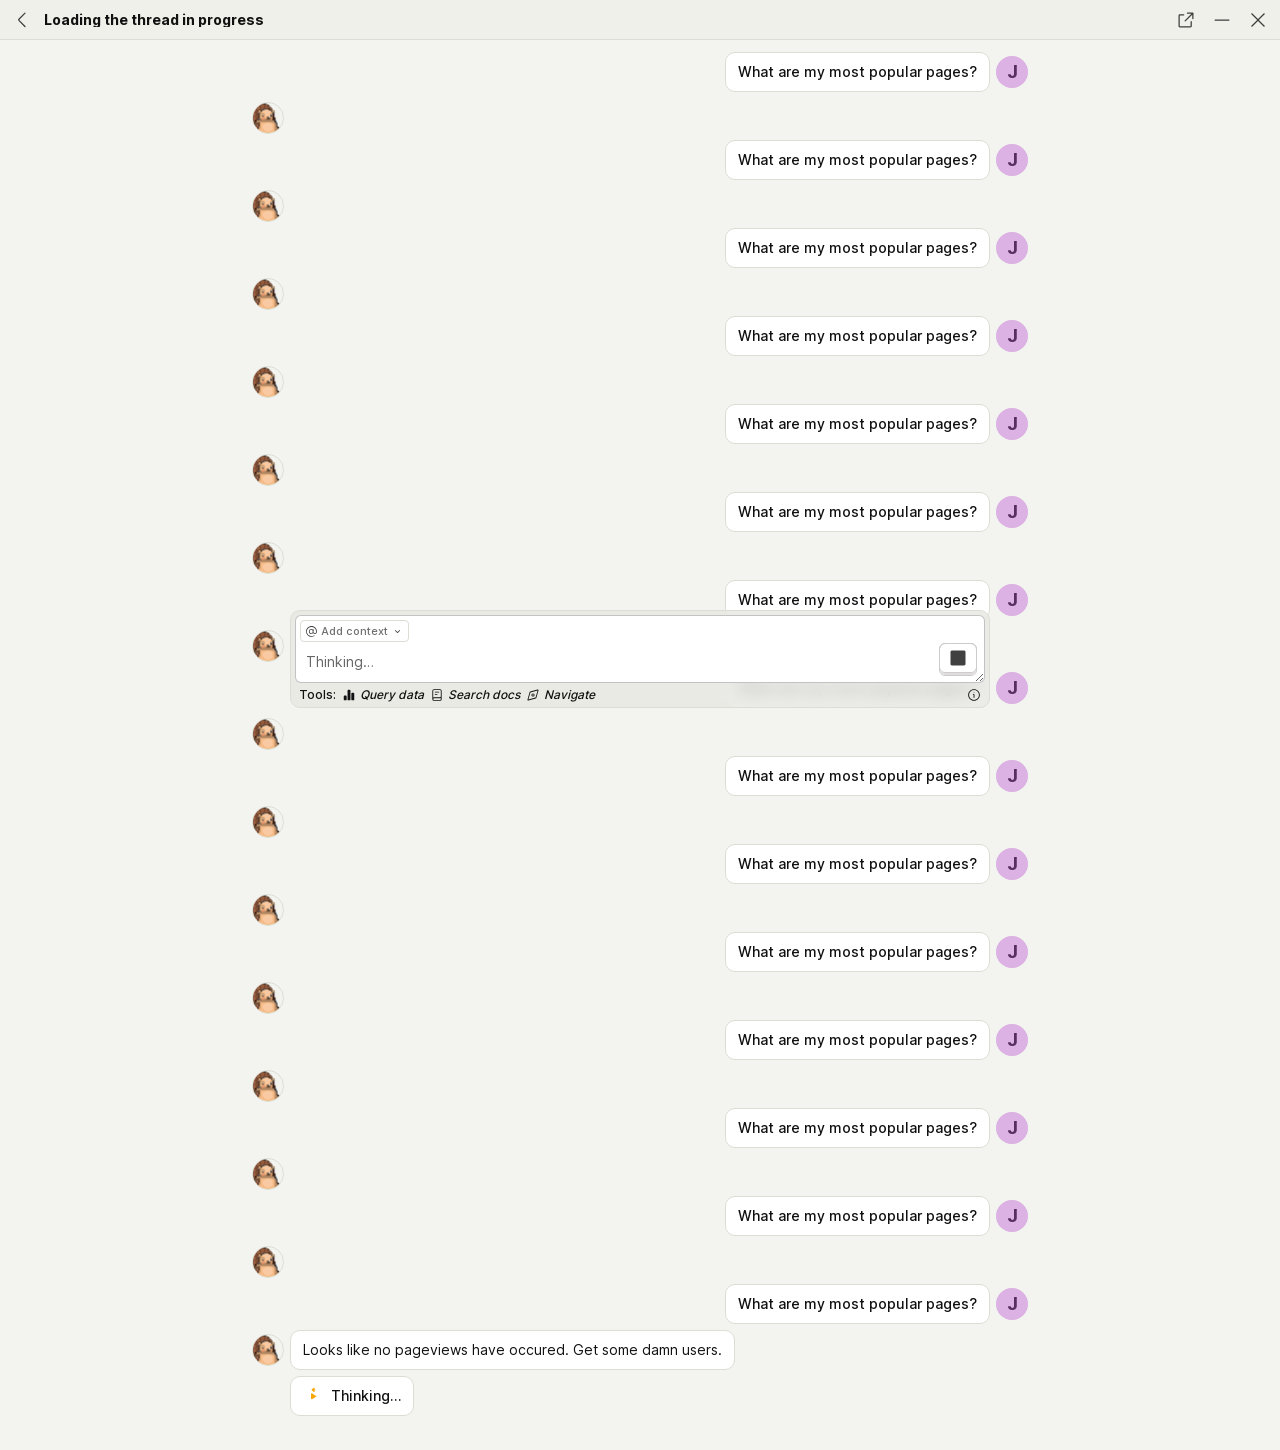 Loading the thread in progress
What are my most popular pages?
J
What are my most popular pages?
J
What are my most popular pages?
J
What are my most popular pages?
J
What are my most popular pages?
J
What are my most popular pages?
J
What are my most popular pages?
J
@ Add context
Thinking…
J
Tools: Query data Search docs Navigate
What are my most popular pages?
J
What are my most popular pages?
J
What are my most popular pages?
J
What are my most popular pages?
J
What are my most popular pages?
J
What are my most popular pages?
J
What are my most popular pages?
J
Looks like no pageviews have occured. Get some damn users.
Thinking...